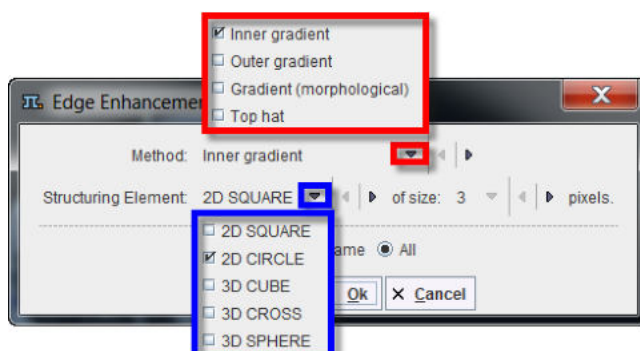 Inner gradient
Outer gradient
Gradient (morphological)
Top hat
Edge Enhanceme
Method: Inner gradient
Structuring Element: 2D SQUARE of size: 3 pixels.
2D SQUARE
ame All
2D CIRCLE
3D CUBE
Ok Cancel
3D CROSS
3D SPHERE